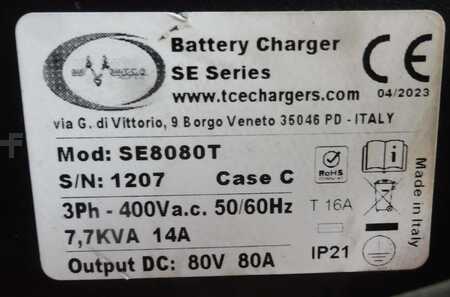 Battery Charger
SE Series
www.tcechargers.com
CE
04/2023
via G. di Vittorio, 9 Borgo Veneto 35046 PD - ITALY
Mod: SE8080T
S/N: 1207 Case C
3Ph - 400Va.c. 50/60Hz
7,7KVA 14A
Output DC: 80V 80A
RoHS
T 16A
IP21
Made in Italy